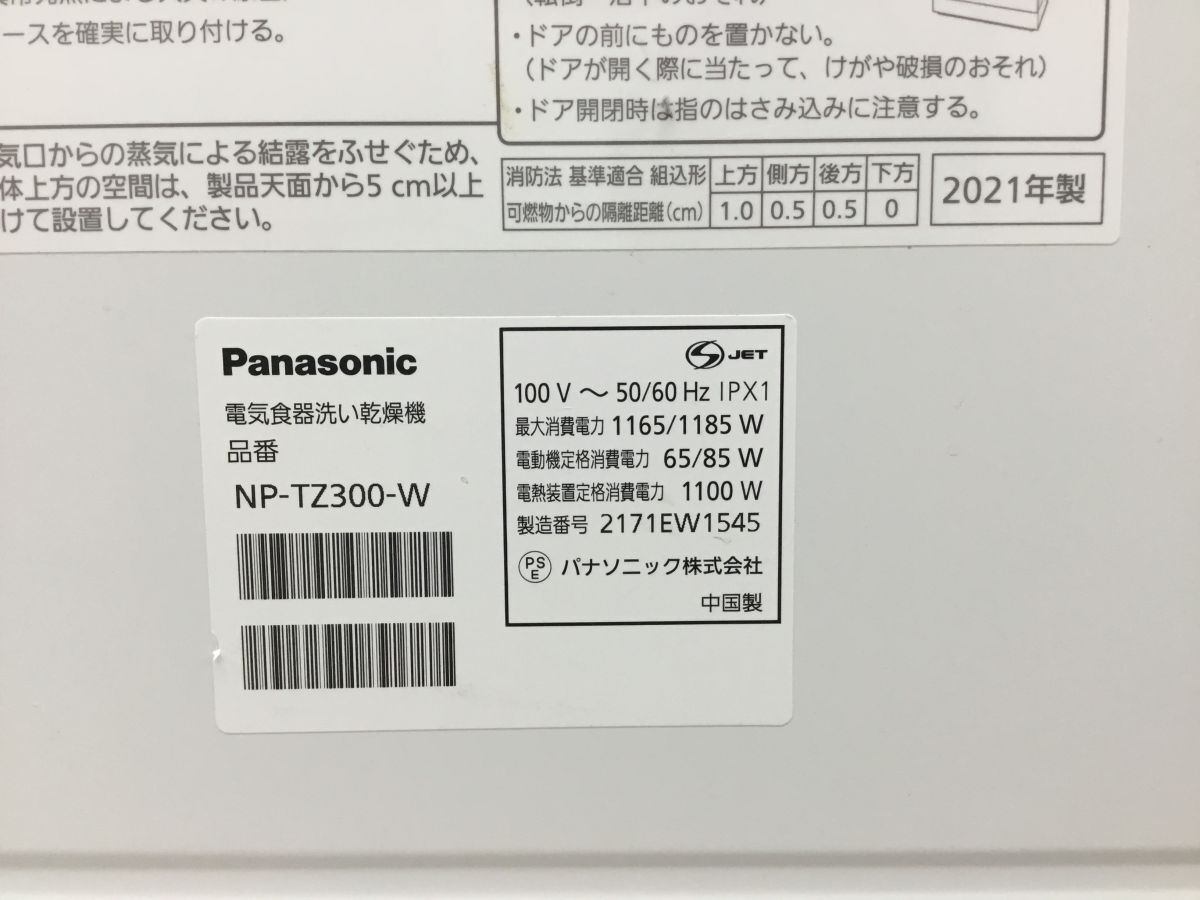 ースを確実に取り付ける。
・ドアの前にものを置かない。
（ドアが開く際に当たって、けがや破損のおそれ）
・ドア開閉時は指のはさみ込みに注意する。
気口からの蒸気による結露をふせぐため、
体上方の空間は、製品天面から5 cm以上
けて設置してください。
消防法 基準適合 組込形 上方 側方 後方 下方
可燃物からの隔離距離（cm） 1.0 0.5 0.5 0
2021年製
Panasonic
電気食器洗い乾燥機
品番
NP-TZ300-W
S JET
100 V ～ 50/60 Hz IPX1
最大消費電力 1165/1185 W
電動機定格消費電力 65/85 W
電熱装置定格消費電力 1100 W
製造番号 2171EW1545
PS E パナソニック株式会社
中国製